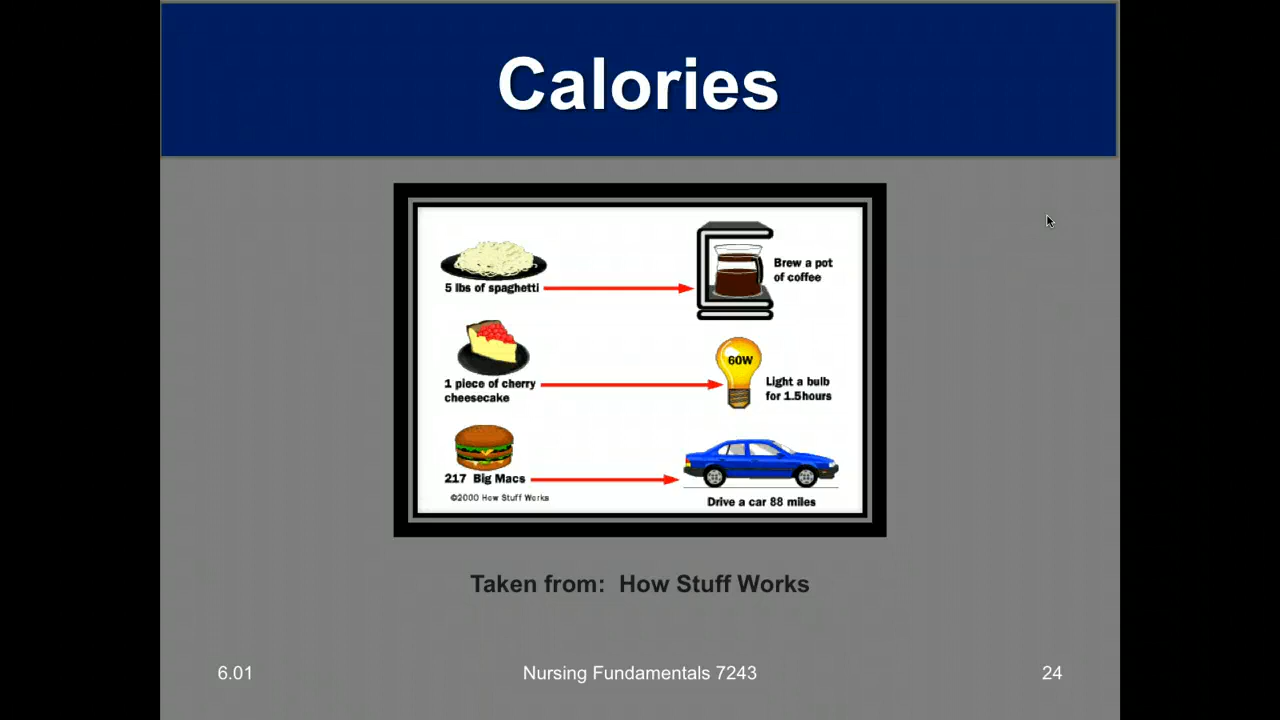 Calories
5 lbs of spaghetti
Brew a pot
of coffee
1 piece of cherry
cheesecake
60W
Light a bulb
for 1.5hours
217 Big Macs
©2000 How Stuff Works
Drive a car 88 miles
Taken from: How Stuff Works
6.01
Nursing Fundamentals 7243
24